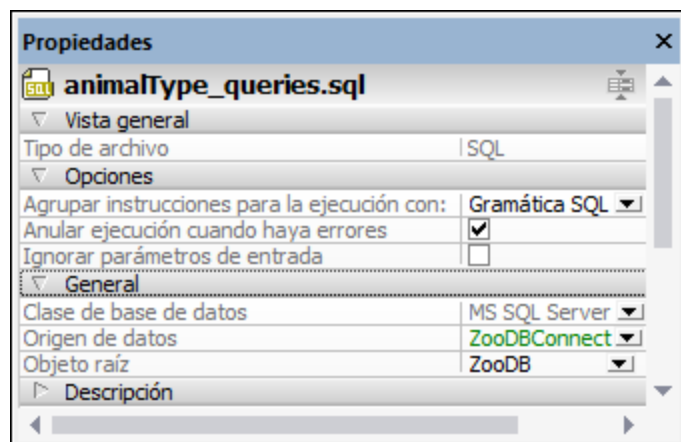 Propiedades
SQL animalType_queries.sql
Vista general
Tipo de archivo SQL
Opciones
Agrupar instrucciones para la ejecución con: Gramática SQL
Anular ejecución cuando haya errores
Ignorar parámetros de entrada
General
Clase de base de datos MS SQL Server
Origen de datos ZooDBConnect
Objeto raíz ZooDB
Descripción